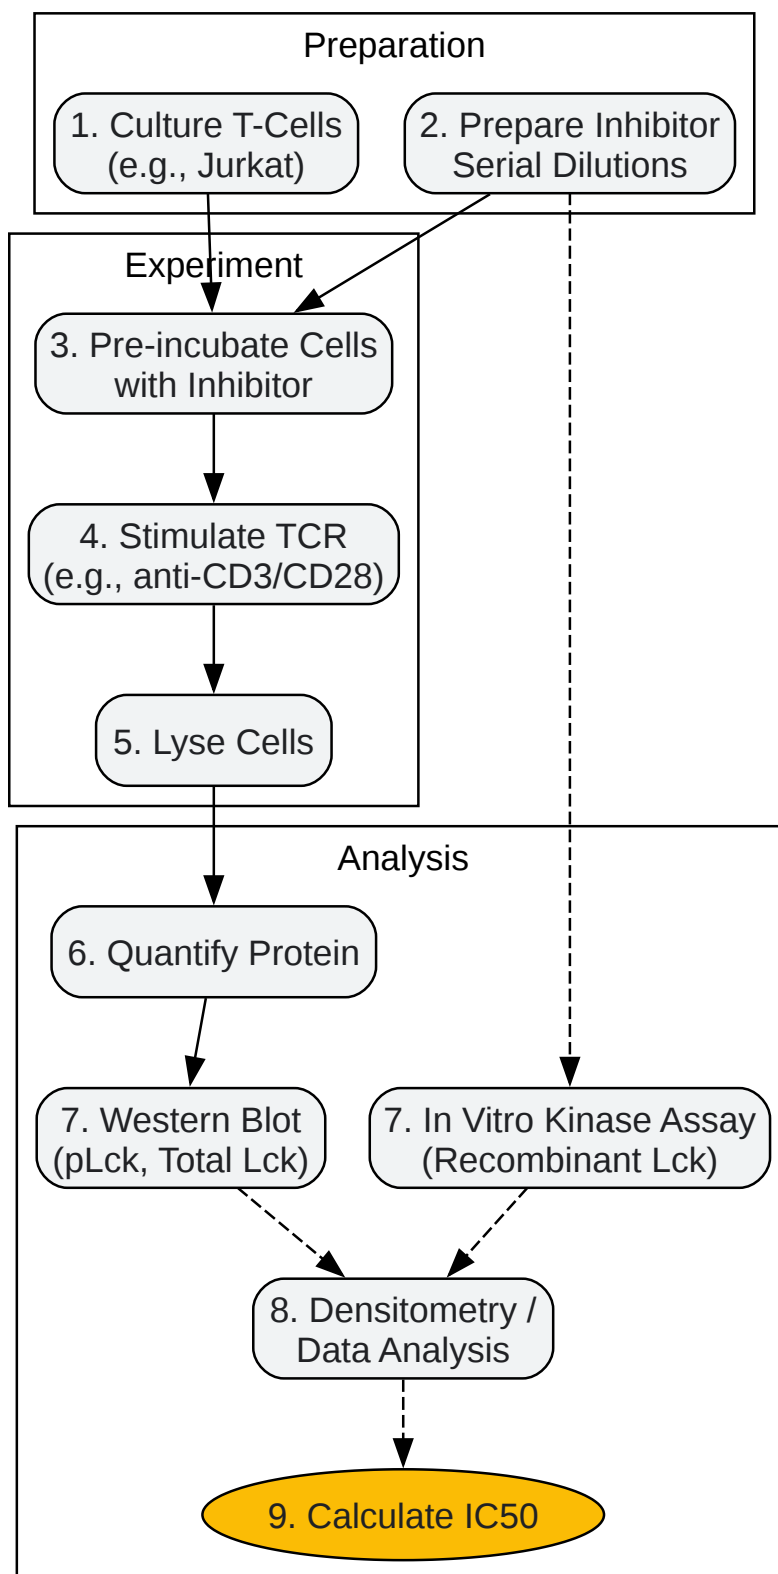 Preparation
1. Culture T-Cells
(e.g., Jurkat)
2. Prepare Inhibitor
Serial Dilutions
Experiment
3. Pre-incubate Cells
with Inhibitor
4. Stimulate TCR
(e.g., anti-CD3/CD28)
5. Lyse Cells
Analysis
6. Quantify Protein
7. Western Blot
(pLck, Total Lck)
7. In Vitro Kinase Assay
(Recombinant Lck)
8. Densitometry /
Data Analysis
9. Calculate IC50